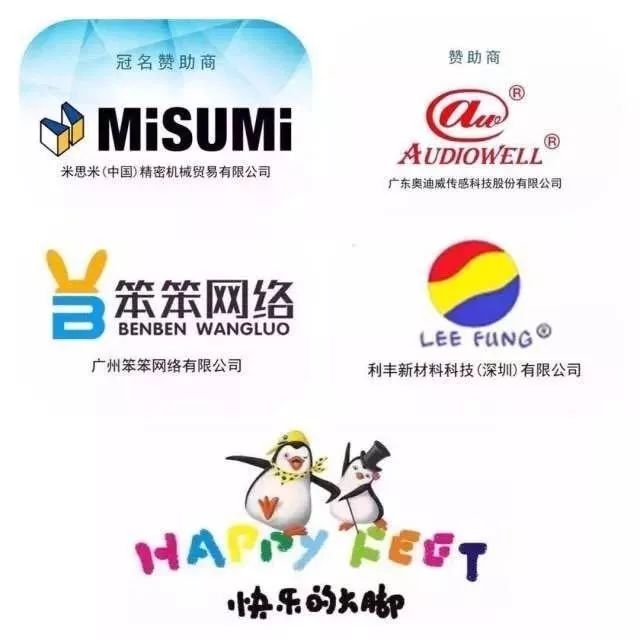 冠名赞助商
MiSUMi
米思米(中国)精密机械贸易有限公司
赞助商
aw®
AUDIOWELL®
广东奥迪威传感科技股份有限公司
B 笨笨网络
BENBEN WANGLUO
广州笨笨网络有限公司
LEE FUNG®
利丰新材料科技(深圳)有限公司
HAPPY FEET
快乐的大脚